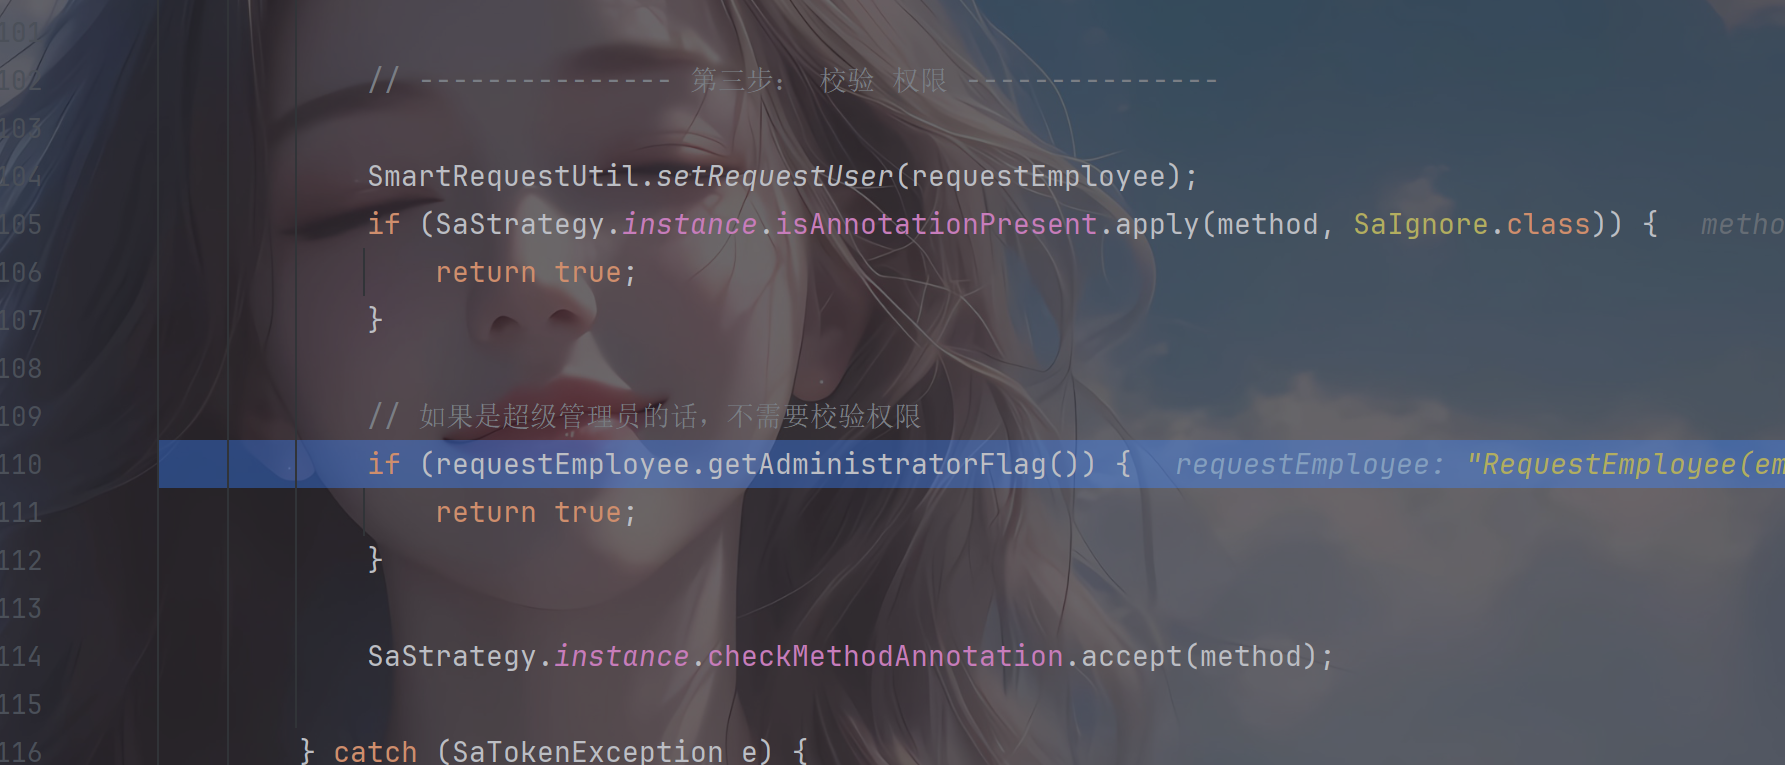 101
102 // --------------- 第三步： 校验 权限 ---------------
103
104 SmartRequestUtil.setRequestUser(requestEmployee);
105 if (SaStrategy.instance.isAnnotationPresent.apply(method, SaIgnore.class)) { metho
106 return true;
107 }
108
109 // 如果是超级管理员的话，不需要校验权限
110 if (requestEmployee.getAdministratorFlag()) { requestEmployee: "RequestEmployee(em
111 return true;
112 }
113
114 SaStrategy.instance.checkMethodAnnotation.accept(method);
115
116 } catch (SaTokenException e) {